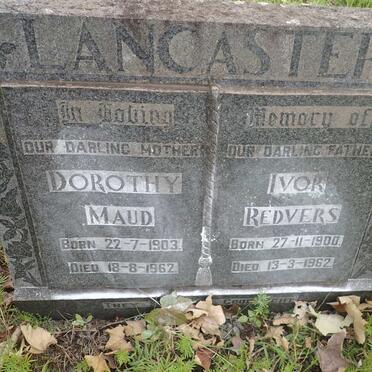 LANCASTER
In Loving Memory of
OUR DARLING MOTHER
DOROTHY
MAUD
BORN 22-7-1903.
DIED 18-8-1962.
OUR DARLING FATHER
IVOR
REDVERS
BORN 27-11-1900.
DIED 13-3-1962.